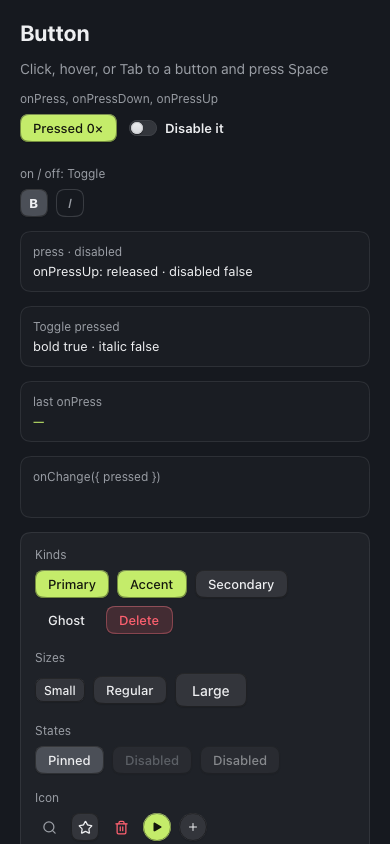 Button
Click, hover, or Tab to a button and press Space
onPress, onPressDown, onPressUp
Pressed 0× Disable it
on / off: Toggle
B I
press · disabled
onPressUp: released · disabled false
Toggle pressed
bold true · italic false
last onPress
—
onChange({ pressed })
Kinds
Primary Accent Secondary
Ghost Delete
Sizes
Small Regular Large
States
Pinned Disabled Disabled
Icon